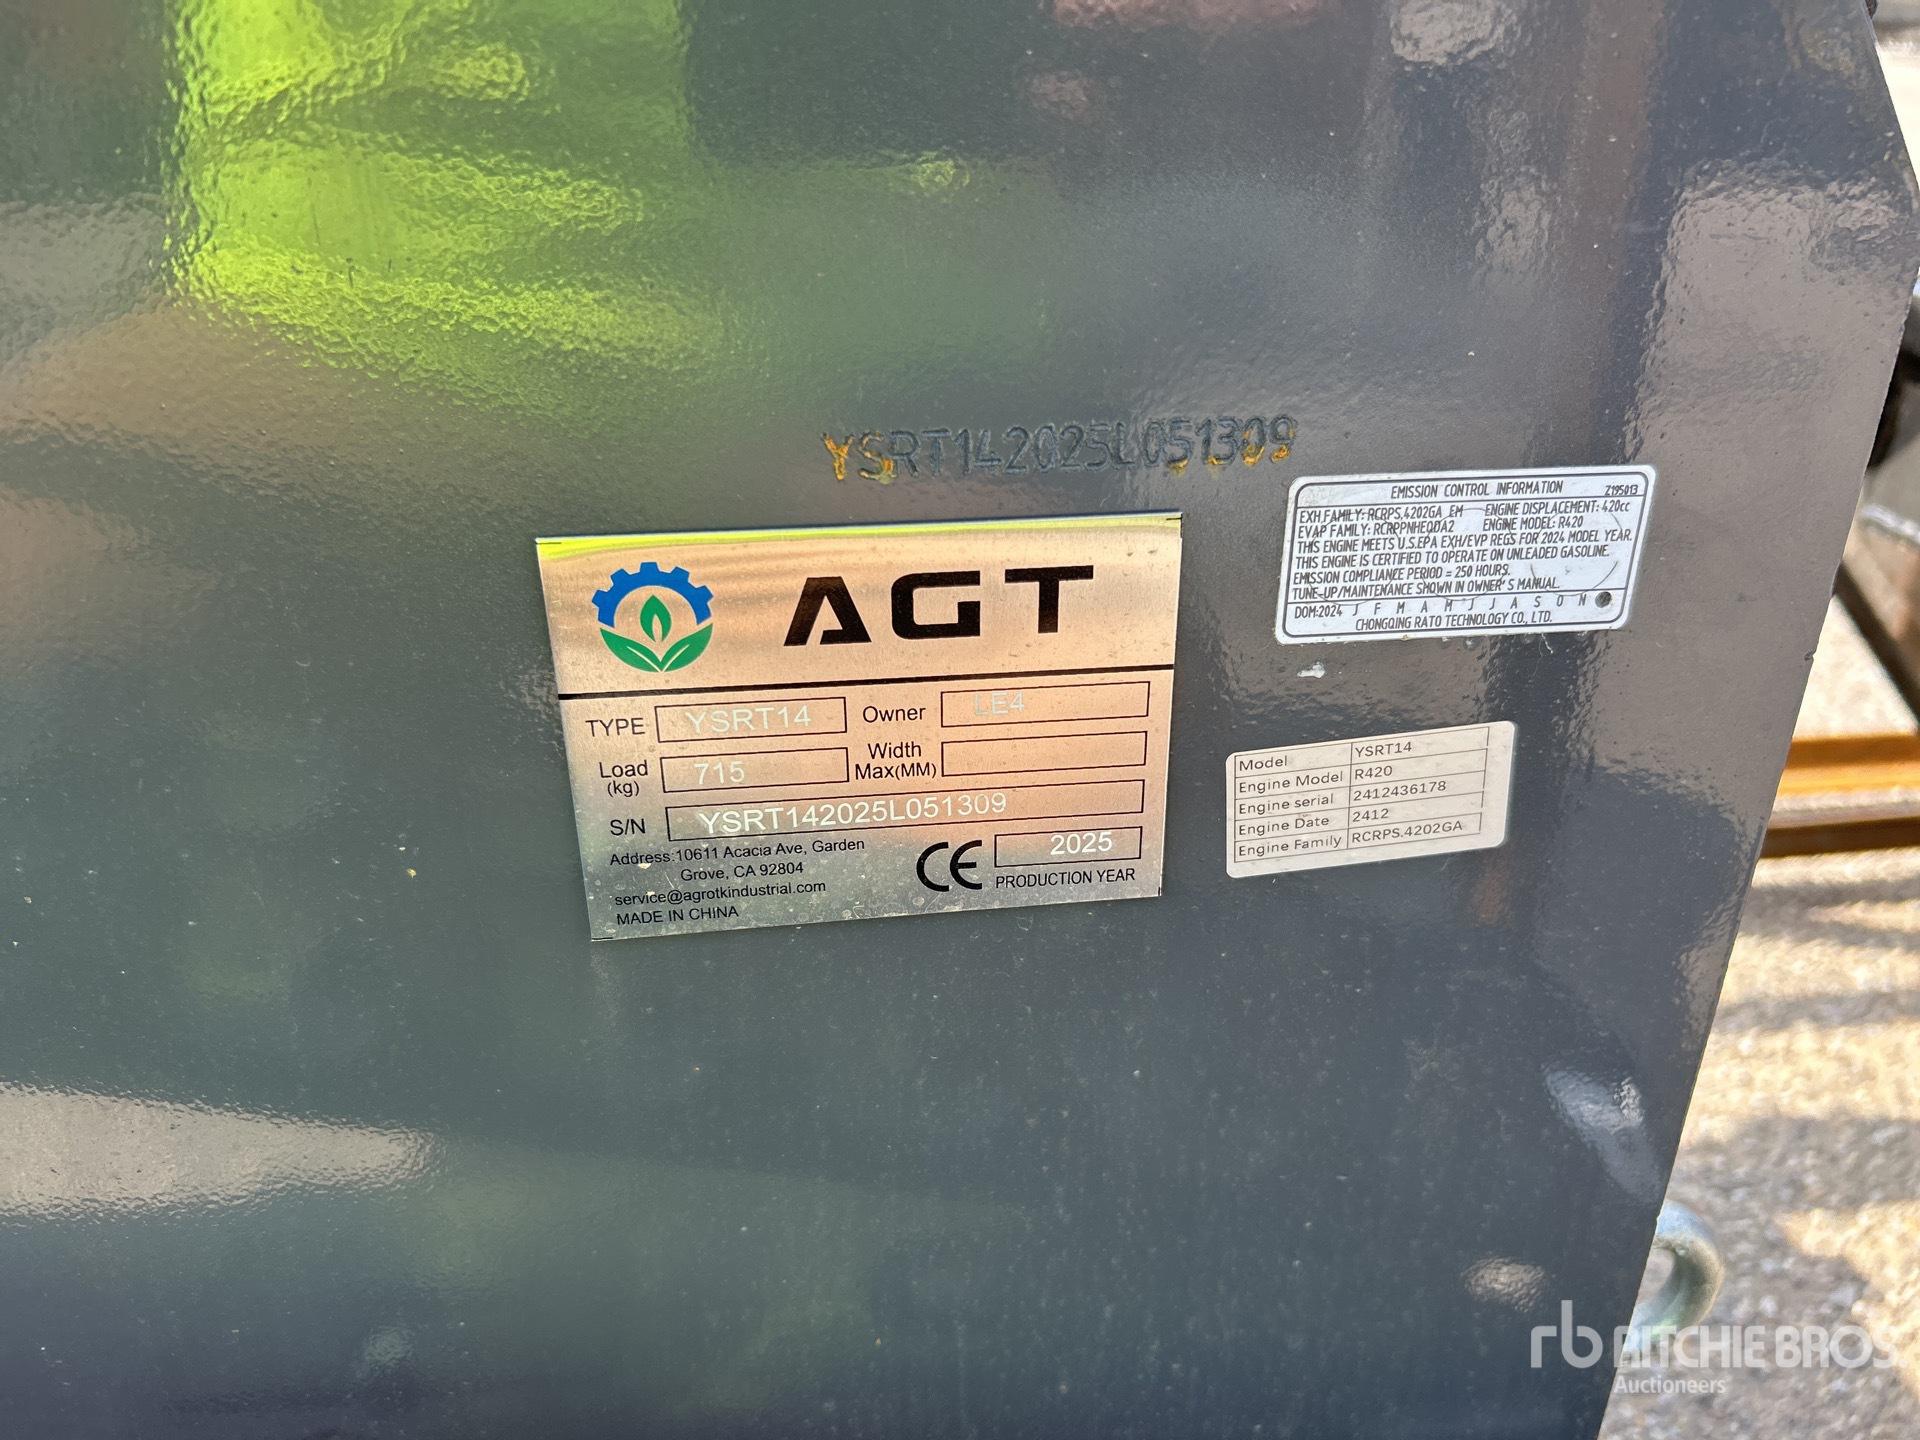 YSRT142025L051309
AGT
TYPE YSRT14 Owner LE4
Load (kg) 715 Width Max(MM)
S/N YSRT142025L051309
Address:10611 Acacia Ave, Garden
Grove, CA 92804
service@agrotkindustrial.com
MADE IN CHINA
CE 2025
PRODUCTION YEAR
EMISSION CONTROL INFORMATION Z195013
EXH FAMILY: RCRPS.4202GA EM ENGINE DISPLACEMENT: 420cc
EVAP FAMILY: RCRPPNHEQDA2 ENGINE MODEL: R420
THIS ENGINE MEETS U.S.EPA EXH/EVP REGS FOR 2024 MODEL YEAR.
THIS ENGINE IS CERTIFIED TO OPERATE ON UNLEADED GASOLINE.
EMISSION COMPLIANCE PERIOD = 250 HOURS.
TUNE-UP/MAINTENANCE SHOWN IN OWNER'S MANUAL.
DOM:2024 J F M A M J J A S O N
CHONGQING RATO TECHNOLOGY CO., LTD.
Model YSRT14
Engine Model R420
Engine serial 2412436178
Engine Date 2412
Engine Family RCRPS.4202GA
rb RITCHIE BROS
Auctioneers